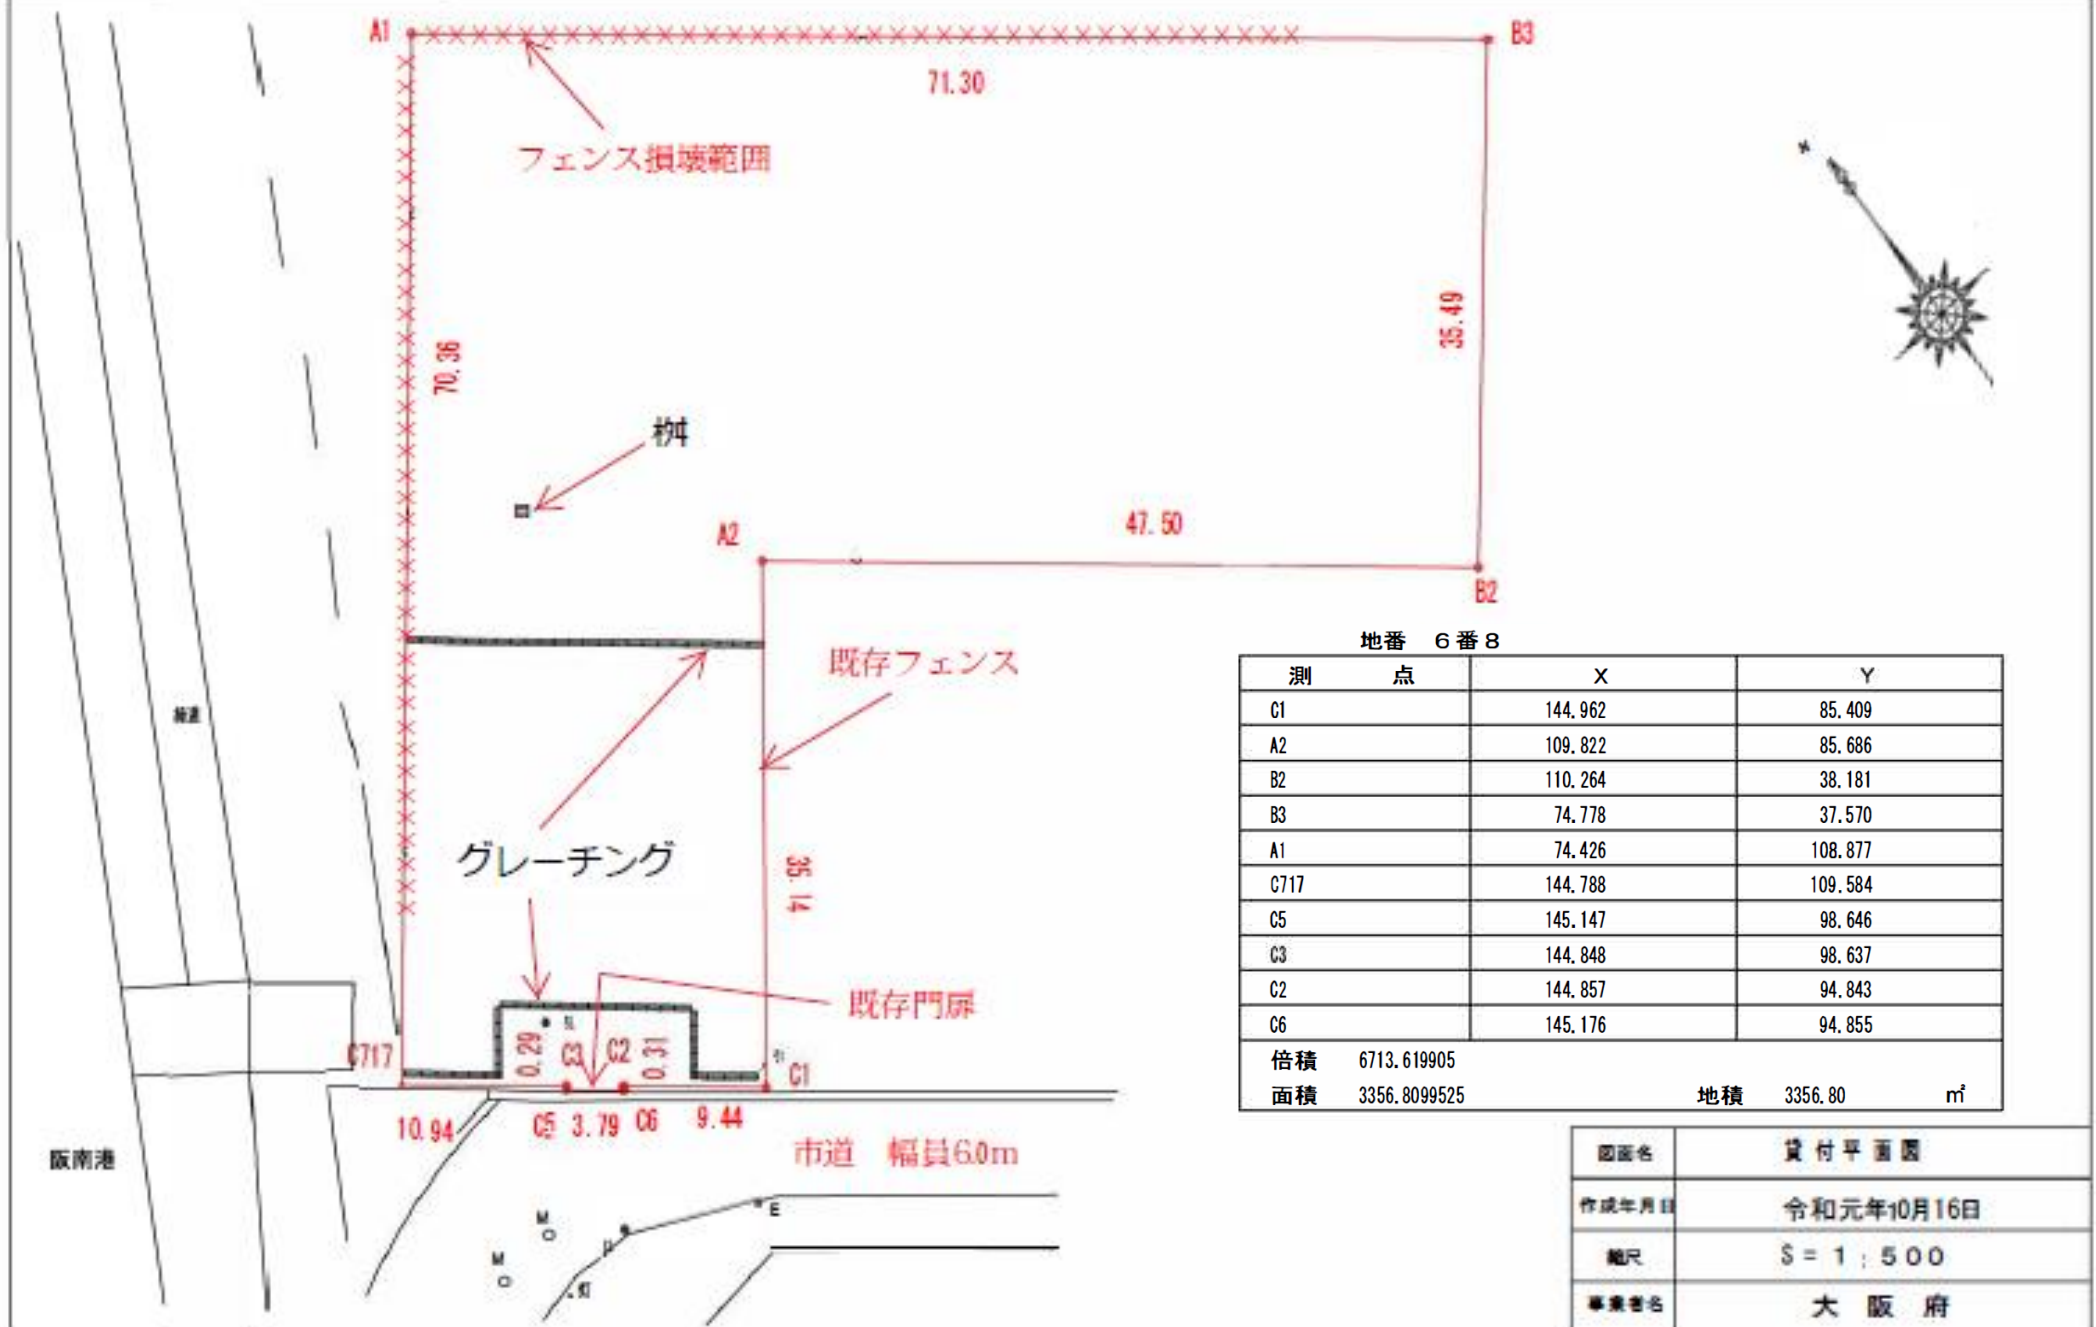 A1
B3
71.30
フェンス損壊範囲
70.36
35.49
桝
A2
47.50
B2
既存フェンス
グレーチング
35.14
既存門扉
C717
0.29
C3
C2
0.31
C1
10.94
C5
3.79
C6
9.44
市道 幅員6.0m
阪南港
M
M
E
灯
地番 6番8
測 点 X Y
C1 144.962 85.409
A2 109.822 85.686
B2 110.264 38.181
B3 74.778 37.570
A1 74.426 108.877
C717 144.788 109.584
C5 145.147 98.646
C3 144.848 98.637
C2 144.857 94.843
C6 145.176 94.855
倍積 6713.619905
面積 3356.8099525 地積 3356.80 ㎡
図面名 貸付平面図
作成年月日 令和元年10月16日
縮尺 S = 1 : 500
事業者名 大阪府